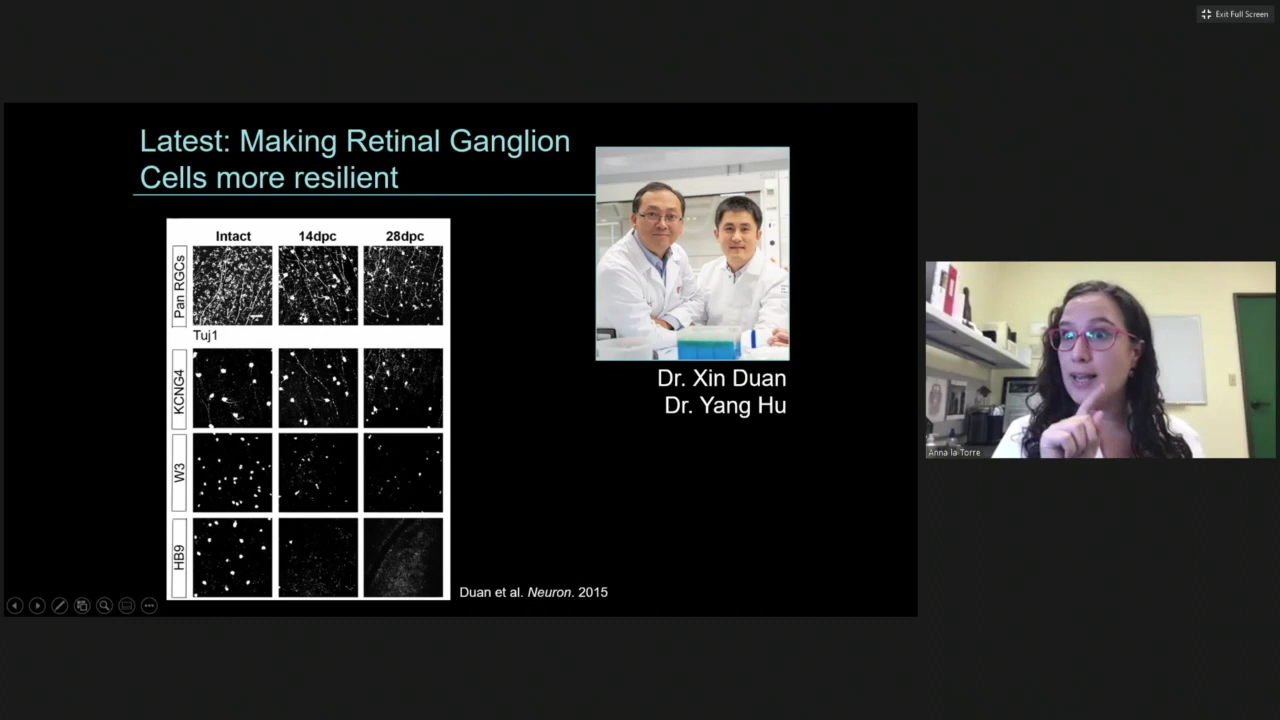 Exit Full Screen
Latest: Making Retinal Ganglion
Cells more resilient
Intact 14dpc 28dpc
Pan RGCs
Tuj1
KCNG4
W3
HB9
Dr. Xin Duan
Dr. Yang Hu
Duan et al. Neuron. 2015
Anna la Torre